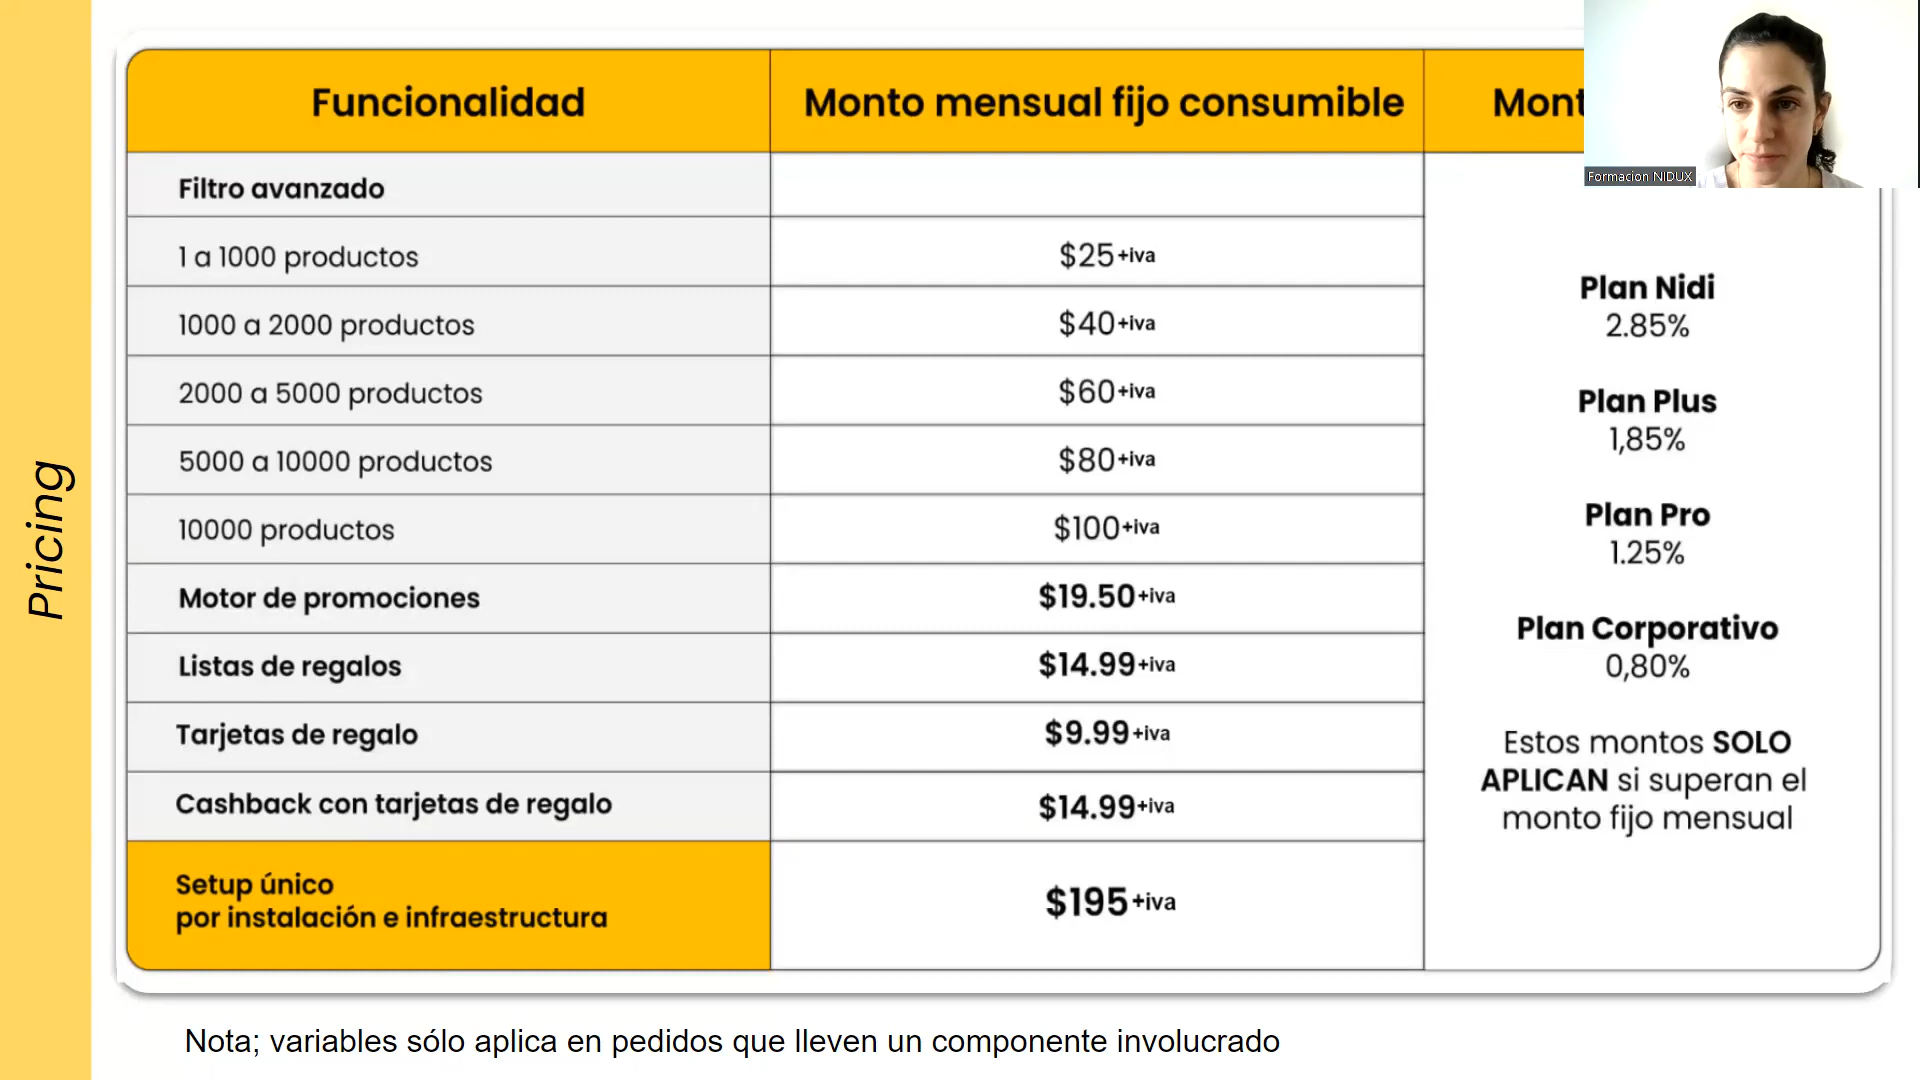 Pricing
Funcionalidad
Monto mensual fijo consumible
Filtro avanzado
1 a 1000 productos
$25+iva
1000 a 2000 productos
$40+iva
2000 a 5000 productos
$60+iva
5000 a 10000 productos
$80+iva
10000 productos
$100+iva
Motor de promociones
$19.50+iva
Listas de regalos
$14.99+iva
Tarjetas de regalo
$9.99+iva
Cashback con tarjetas de regalo
$14.99+iva
Setup único
por instalación e infraestructura
$195+iva
Plan Nidi
2.85%
Plan Plus
1,85%
Plan Pro
1.25%
Plan Corporativo
0,80%
Estos montos SOLO
APLICAN si superan el
monto fijo mensual
Formacion NIDUX
Nota; variables sólo aplica en pedidos que lleven un componente involucrado